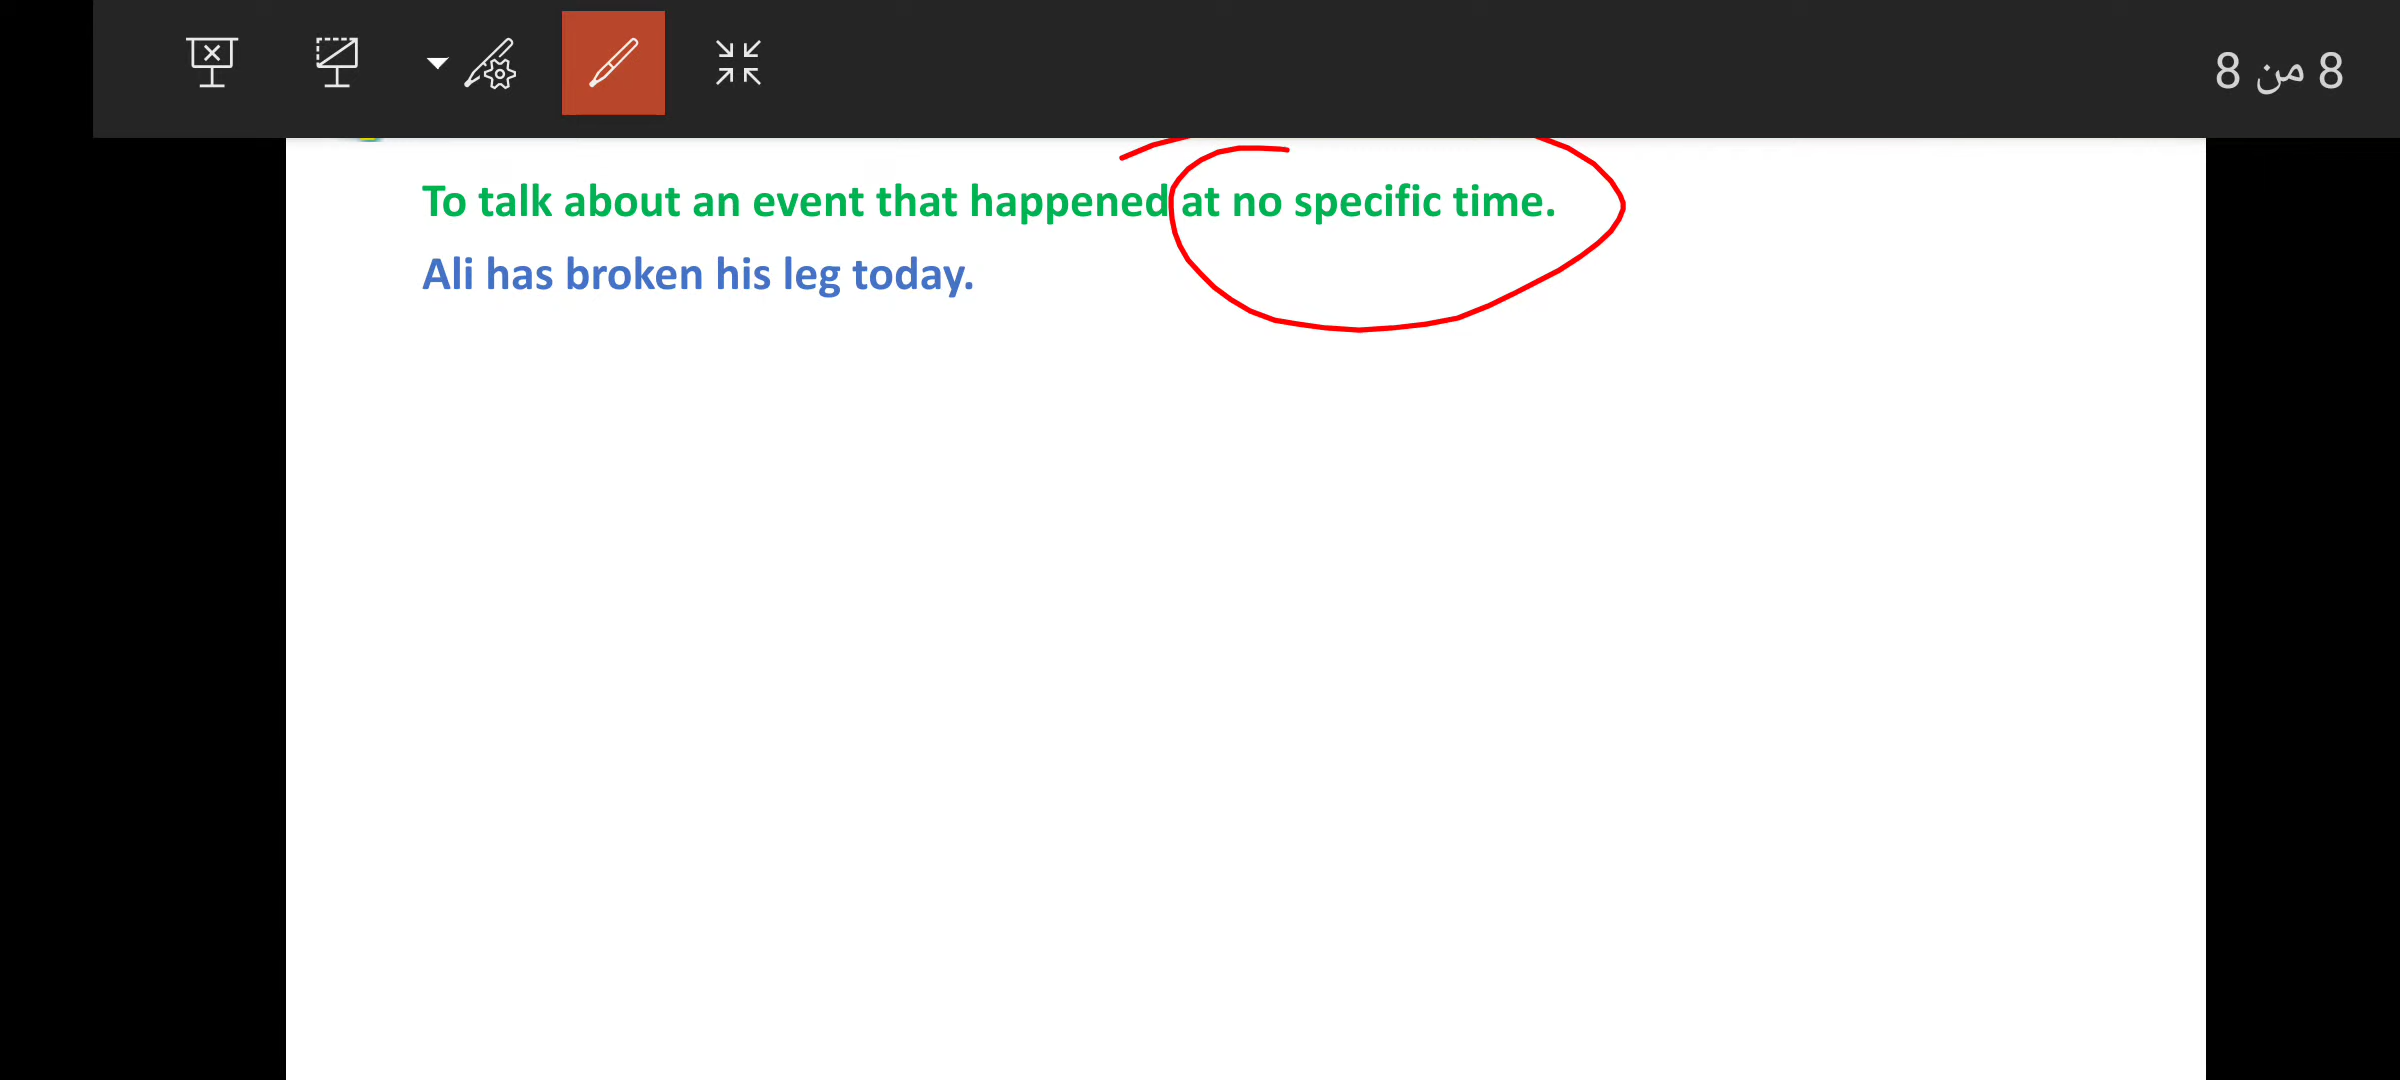 8 من 8
To talk about an event that happened at no specific time.
Ali has broken his leg today.